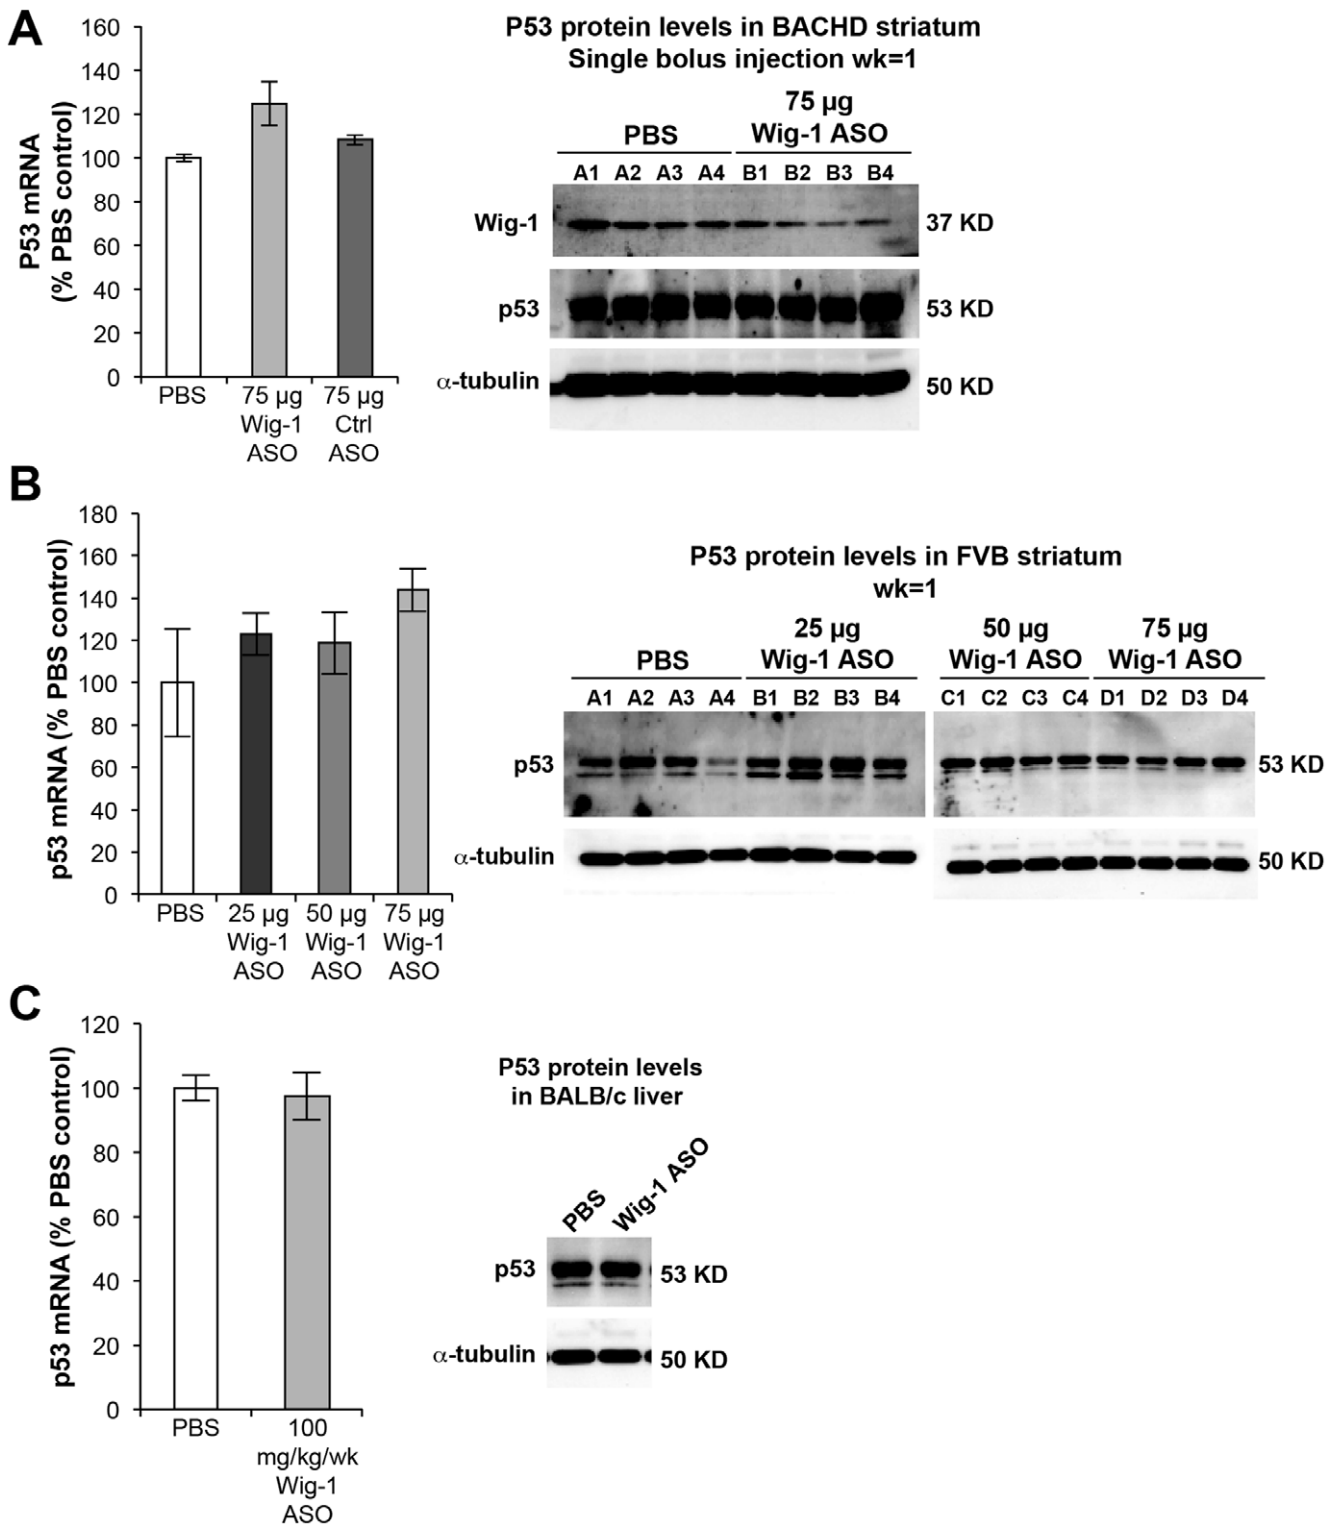 A
160
140
120
100
80
60
40
20
0
P53 mRNA
(% PBS control)
PBS
75 µg
Wig-1
ASO
75 µg
Ctrl
ASO
P53 protein levels in BACHD striatum
Single bolus injection wk=1
PBS
75 µg
Wig-1 ASO
A1 A2 A3 A4 B1 B2 B3 B4
Wig-1
37 KD
p53
53 KD
α-tubulin
50 KD
B
180
160
140
120
100
80
60
40
20
0
p53 mRNA (% PBS control)
PBS
25 µg
Wig-1
ASO
50 µg
Wig-1
ASO
75 µg
Wig-1
ASO
P53 protein levels in FVB striatum
wk=1
PBS
25 µg
Wig-1 ASO
50 µg
Wig-1 ASO
75 µg
Wig-1 ASO
A1 A2 A3 A4 B1 B2 B3 B4 C1 C2 C3 C4 D1 D2 D3 D4
p53
53 KD
α-tubulin
50 KD
C
120
100
80
60
40
20
0
p53 mRNA (% PBS control)
PBS
100
mg/kg/wk
Wig-1
ASO
P53 protein levels
in BALB/c liver
PBS
Wig-1 ASO
p53
53 KD
α-tubulin
50 KD